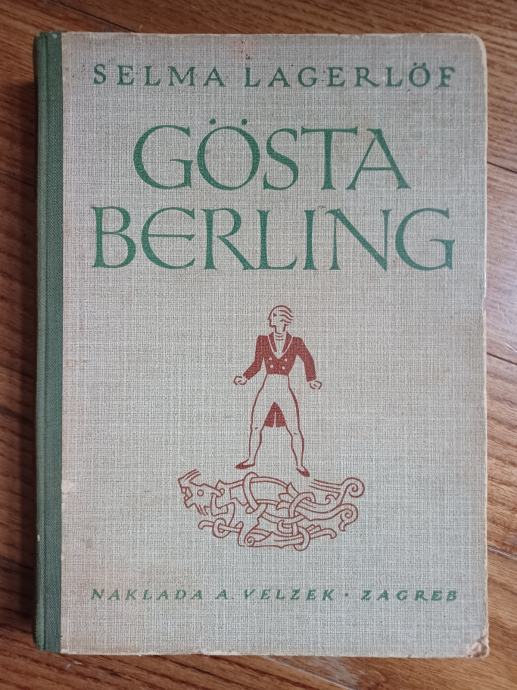 SELMA LAGERLÖF
GÖSTA
BERLING
NAKLADA A VELZEK · ZAGREB